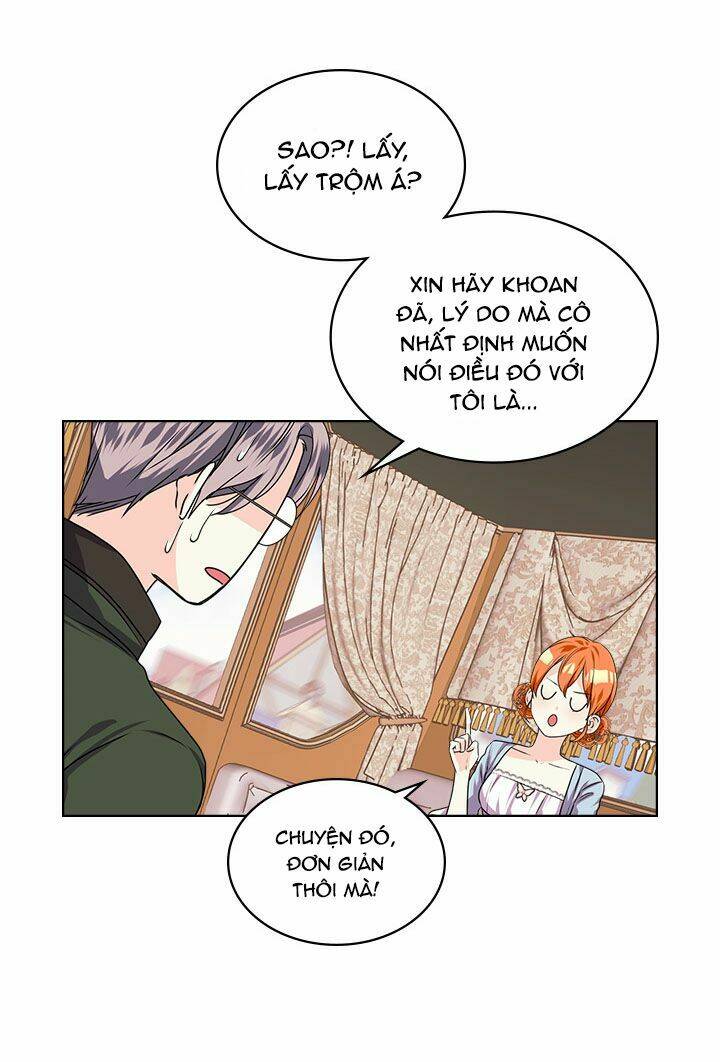 SAO?! LẤY,
LẤY TRỘM Á?
XIN HÃY KHOAN
ĐÃ, LÝ DO MÀ CÔ
NHẤT ĐỊNH MUỐN
NÓI ĐIỀU ĐÓ VỚI
TÔI LÀ...
CHUYỆN ĐÓ,
ĐƠN GIẢN
THÔI MÀ!